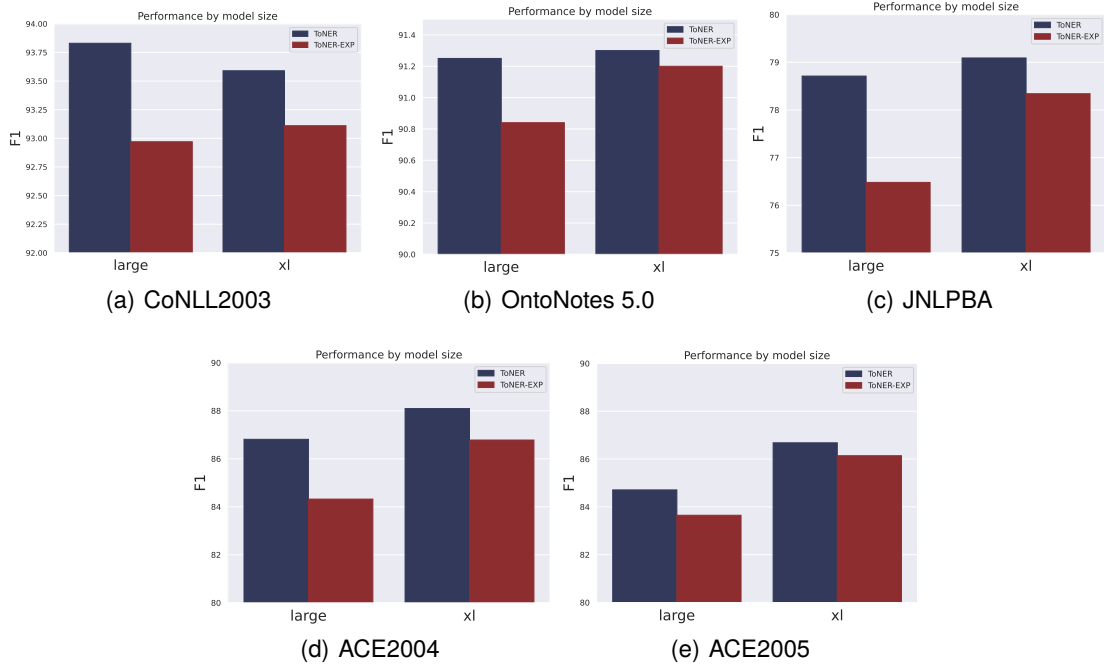 Performance by model size
94.00
93.75
93.50
93.25
93.00
92.75
92.50
92.25
92.00
F1
ToNER
ToNER-EXP
large xl
(a) CoNLL2003
Performance by model size
91.4
91.2
91.0
90.8
90.6
90.4
90.2
90.0
F1
ToNER
ToNER-EXP
large xl
(b) OntoNotes 5.0
Performance by model size
80
79
78
77
76
75
F1
ToNER
ToNER-EXP
large xl
(c) JNLPBA
Performance by model size
90
88
86
84
82
80
F1
ToNER
ToNER-EXP
large xl
(d) ACE2004
Performance by model size
90
88
86
84
82
80
F1
ToNER
ToNER-EXP
large xl
(e) ACE2005